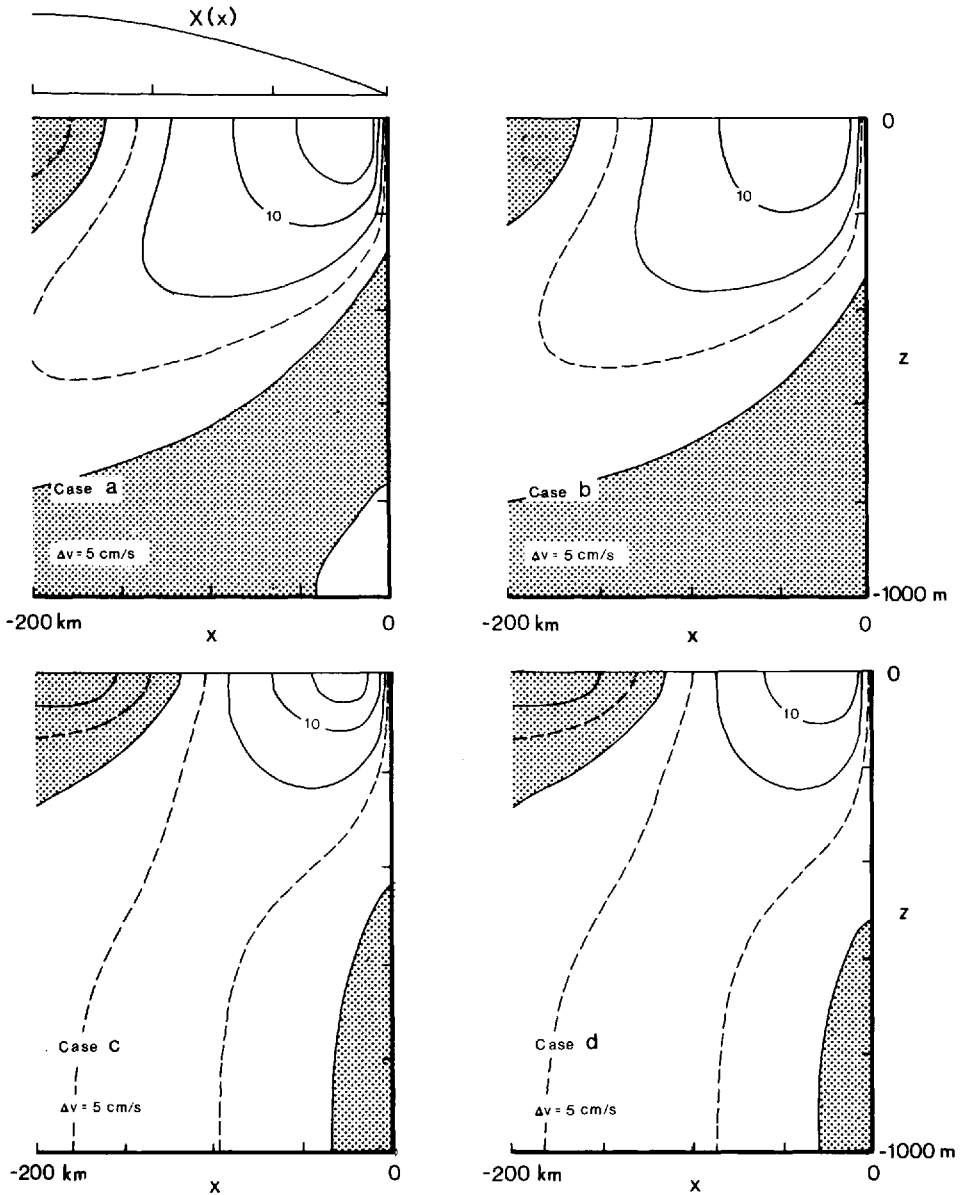 X(x)
10
10
0
z
Case a
Case b
Δv = 5 cm/s
Δv = 5 cm/s
-1000 m
-200 km
x
0
-200 km
x
0
10
10
0
z
Case c
Case d
Δv = 5 cm/s
Δv = 5 cm/s
-1000 m
-200 km
x
0
-200 km
x
0